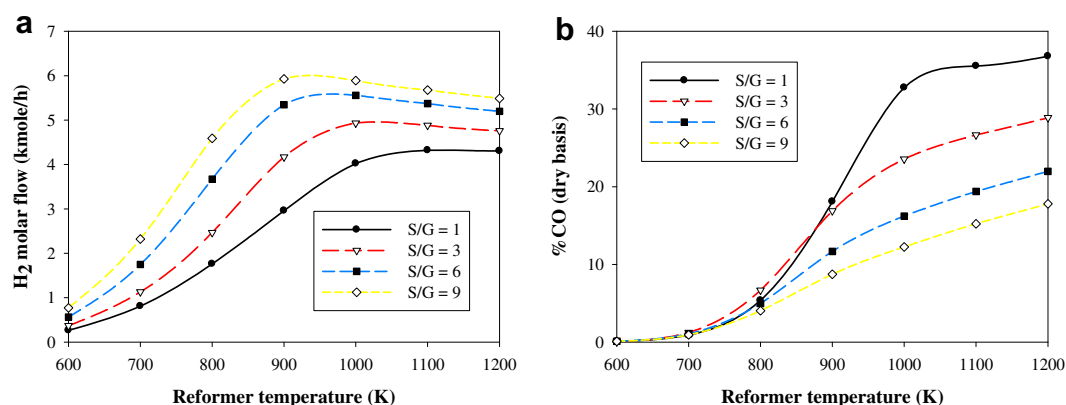 a
H2 molar flow (kmole/h)
7
6
5
4
3
2
1
0
S/G = 1
S/G = 3
S/G = 6
S/G = 9
600 700 800 900 1000 1100 1200
Reformer temperature (K)
b
% CO (dry basis)
40
30
20
10
0
S/G = 1
S/G = 3
S/G = 6
S/G = 9
600 700 800 900 1000 1100 1200
Reformer temperature (K)